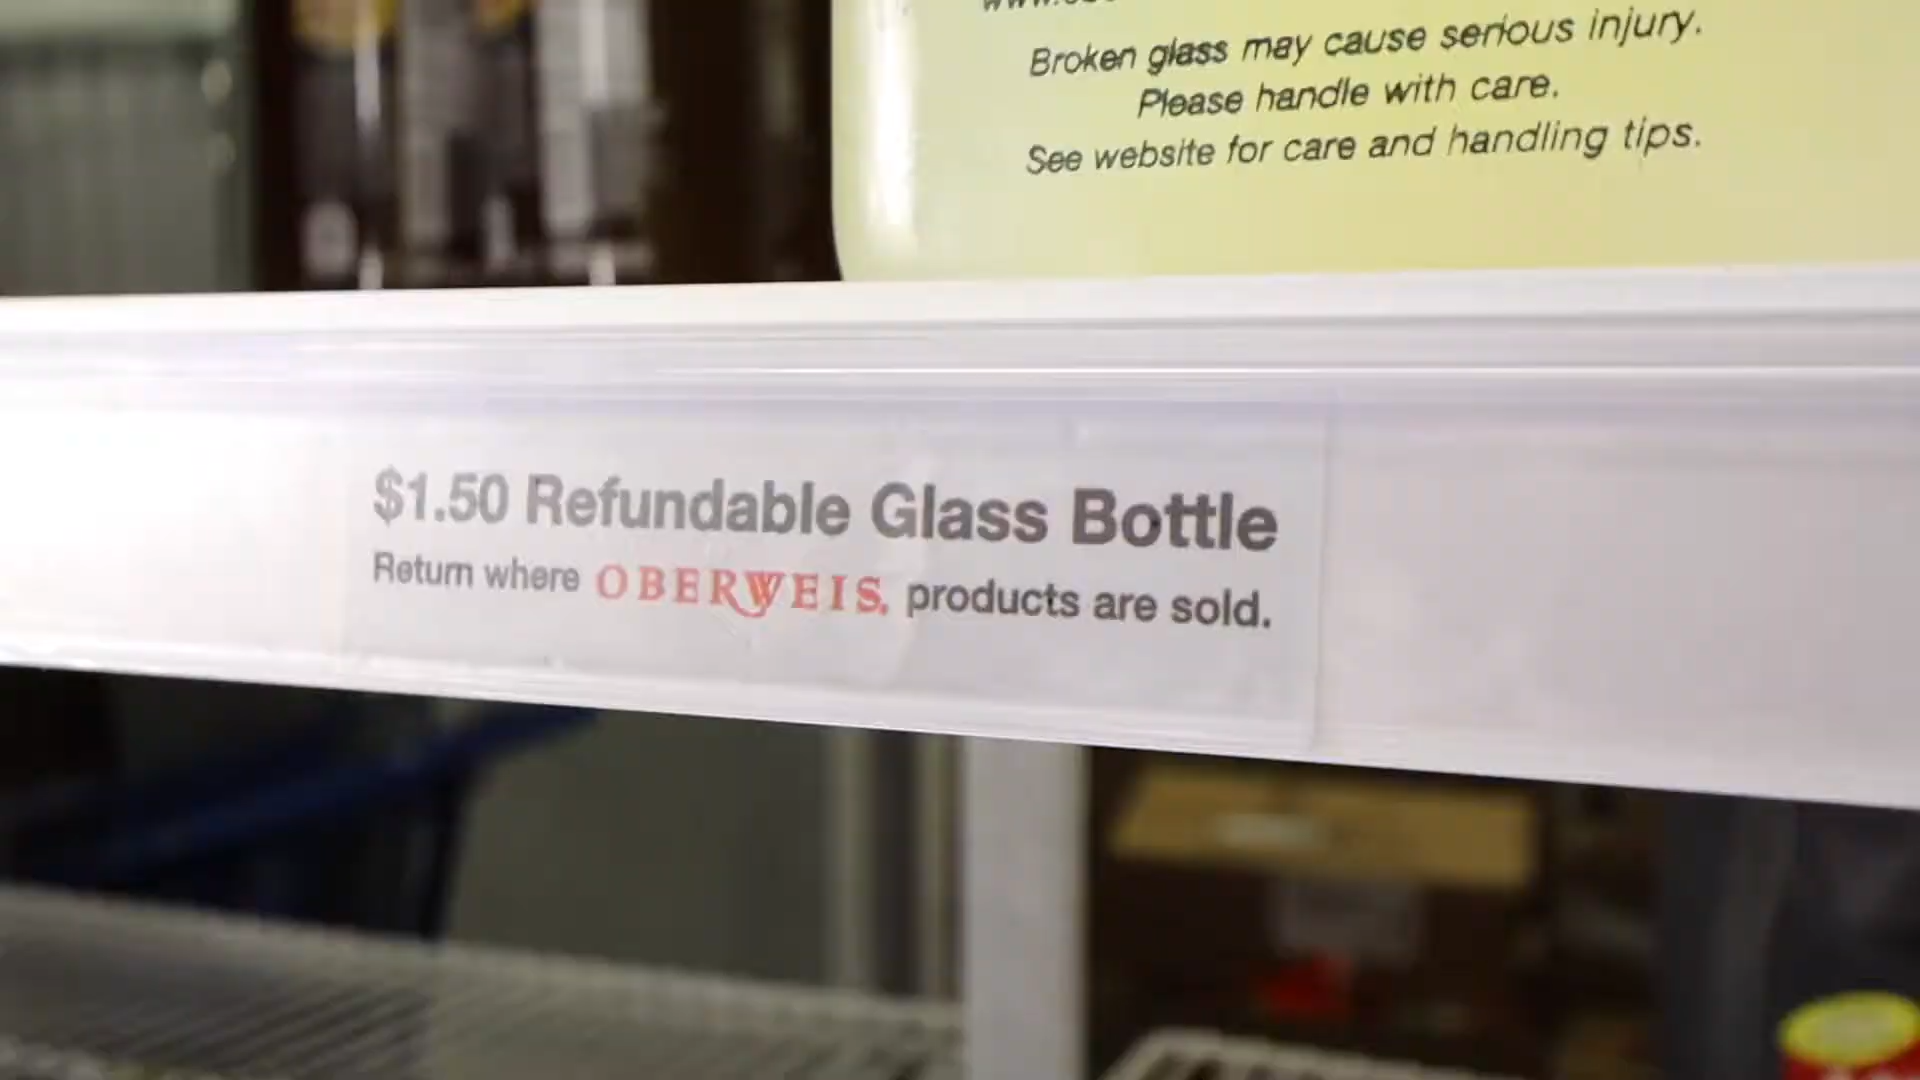 Broken glass may cause serious injury.
Please handle with care.
See website for care and handling tips.
$1.50 Refundable Glass Bottle
Return where OBERWEIS. products are sold.